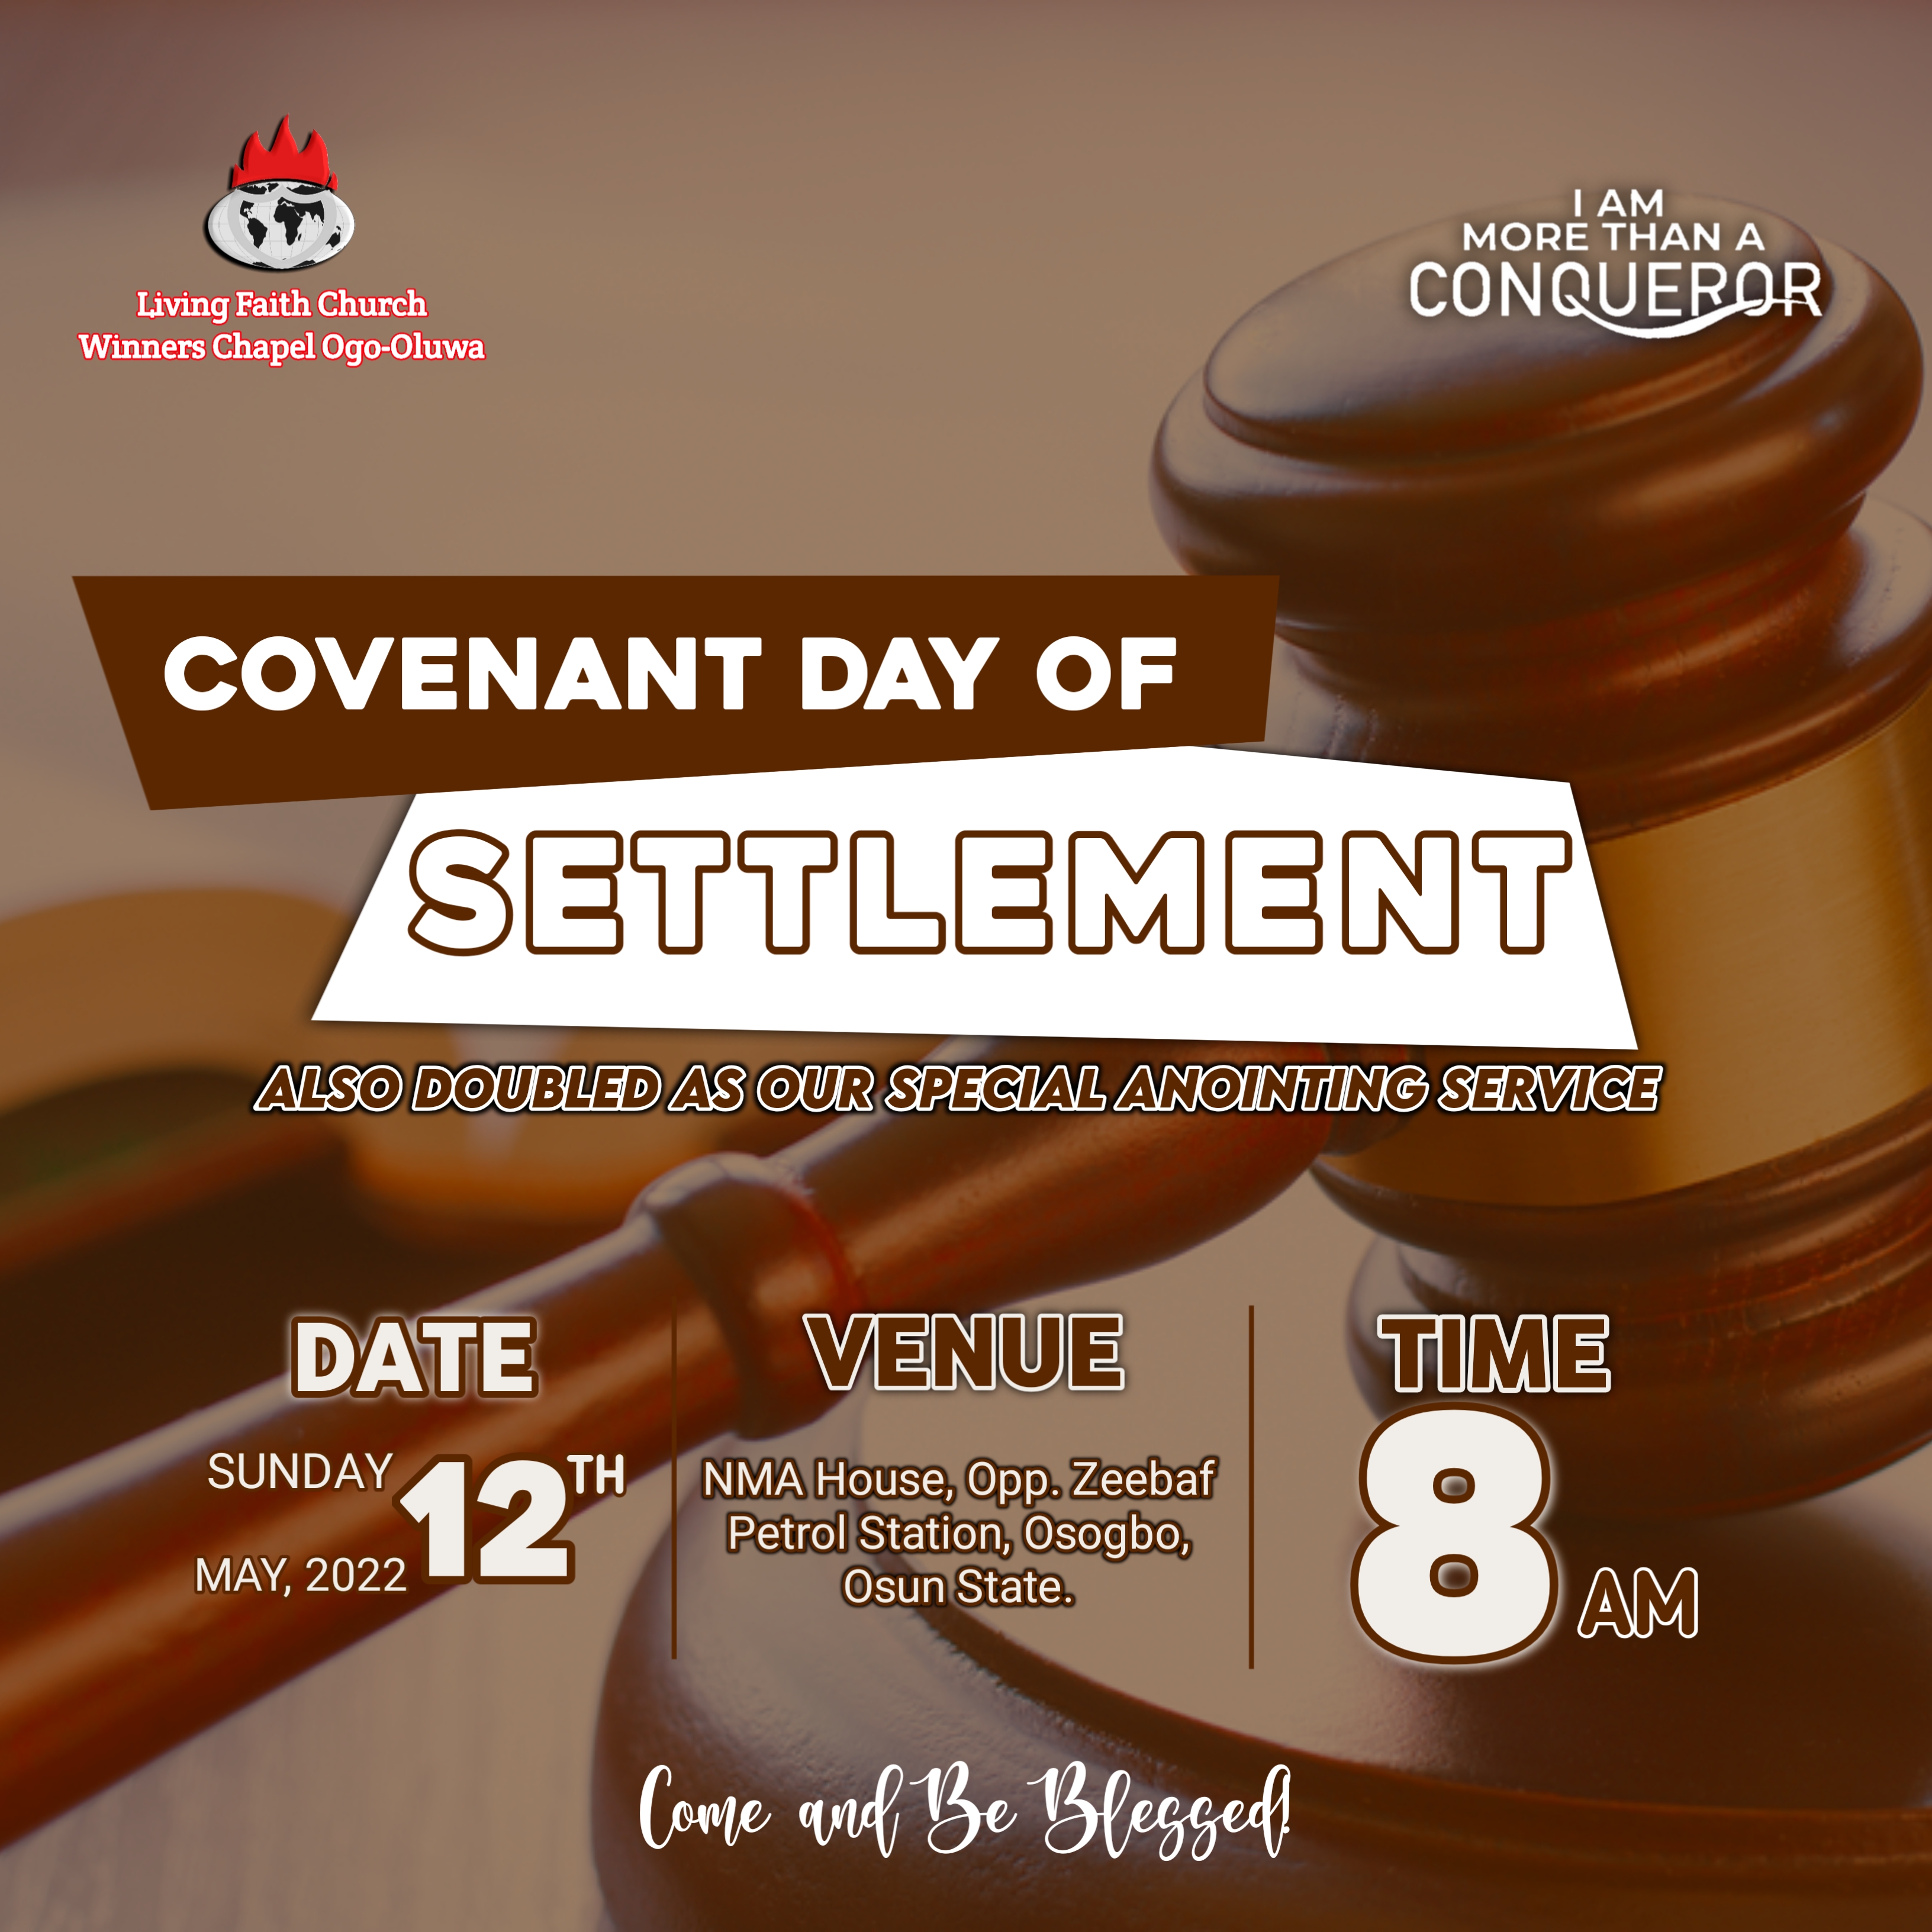 Living Faith Church
Winners Chapel Ogo-Oluwa
I AM
MORE THAN A
CONQUEROR
COVENANT DAY OF
SETTLEMENT
ALSO DOUBLED AS OUR SPECIAL ANOINTING SERVICE
DATE
SUNDAY 12TH
MAY, 2022
VENUE
NMA House, Opp. Zeebaf
Petrol Station, Osogbo,
Osun State.
TIME
8 AM
Come and Be Blessed!